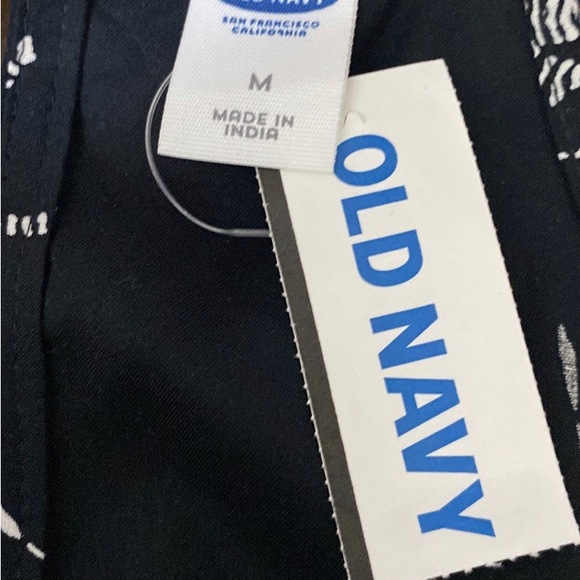 OLD NAVY
SAN FRANCISCO
CALIFORNIA
M
MADE IN
INDIA
OLD NAVY